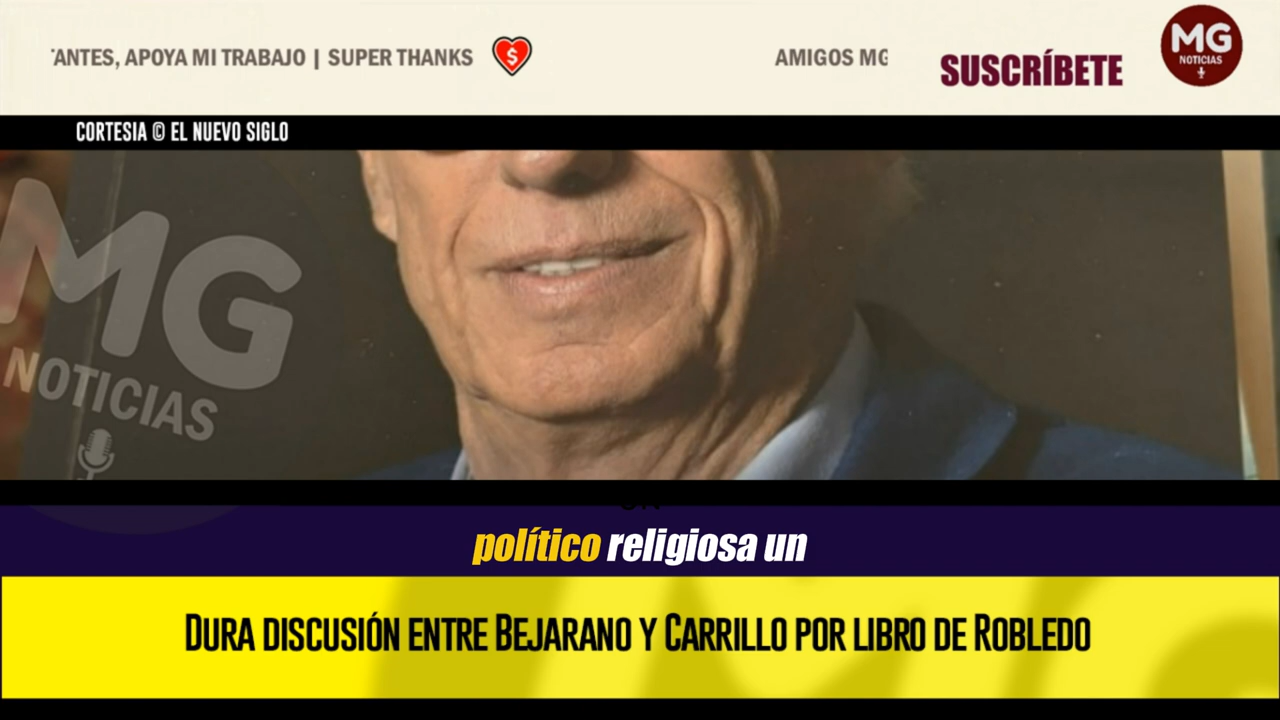 'ANTES, APOYA MI TRABAJO | SUPER THANKS
$
AMIGOS MG
SUSCRÍBETE
MG
NOTICIAS
CORTESIA © EL NUEVO SIGLO
MG
NOTICIAS
político religiosa un
DURA DISCUSIÓN ENTRE BEJARANO Y CARRILLO POR LIBRO DE ROBLEDO